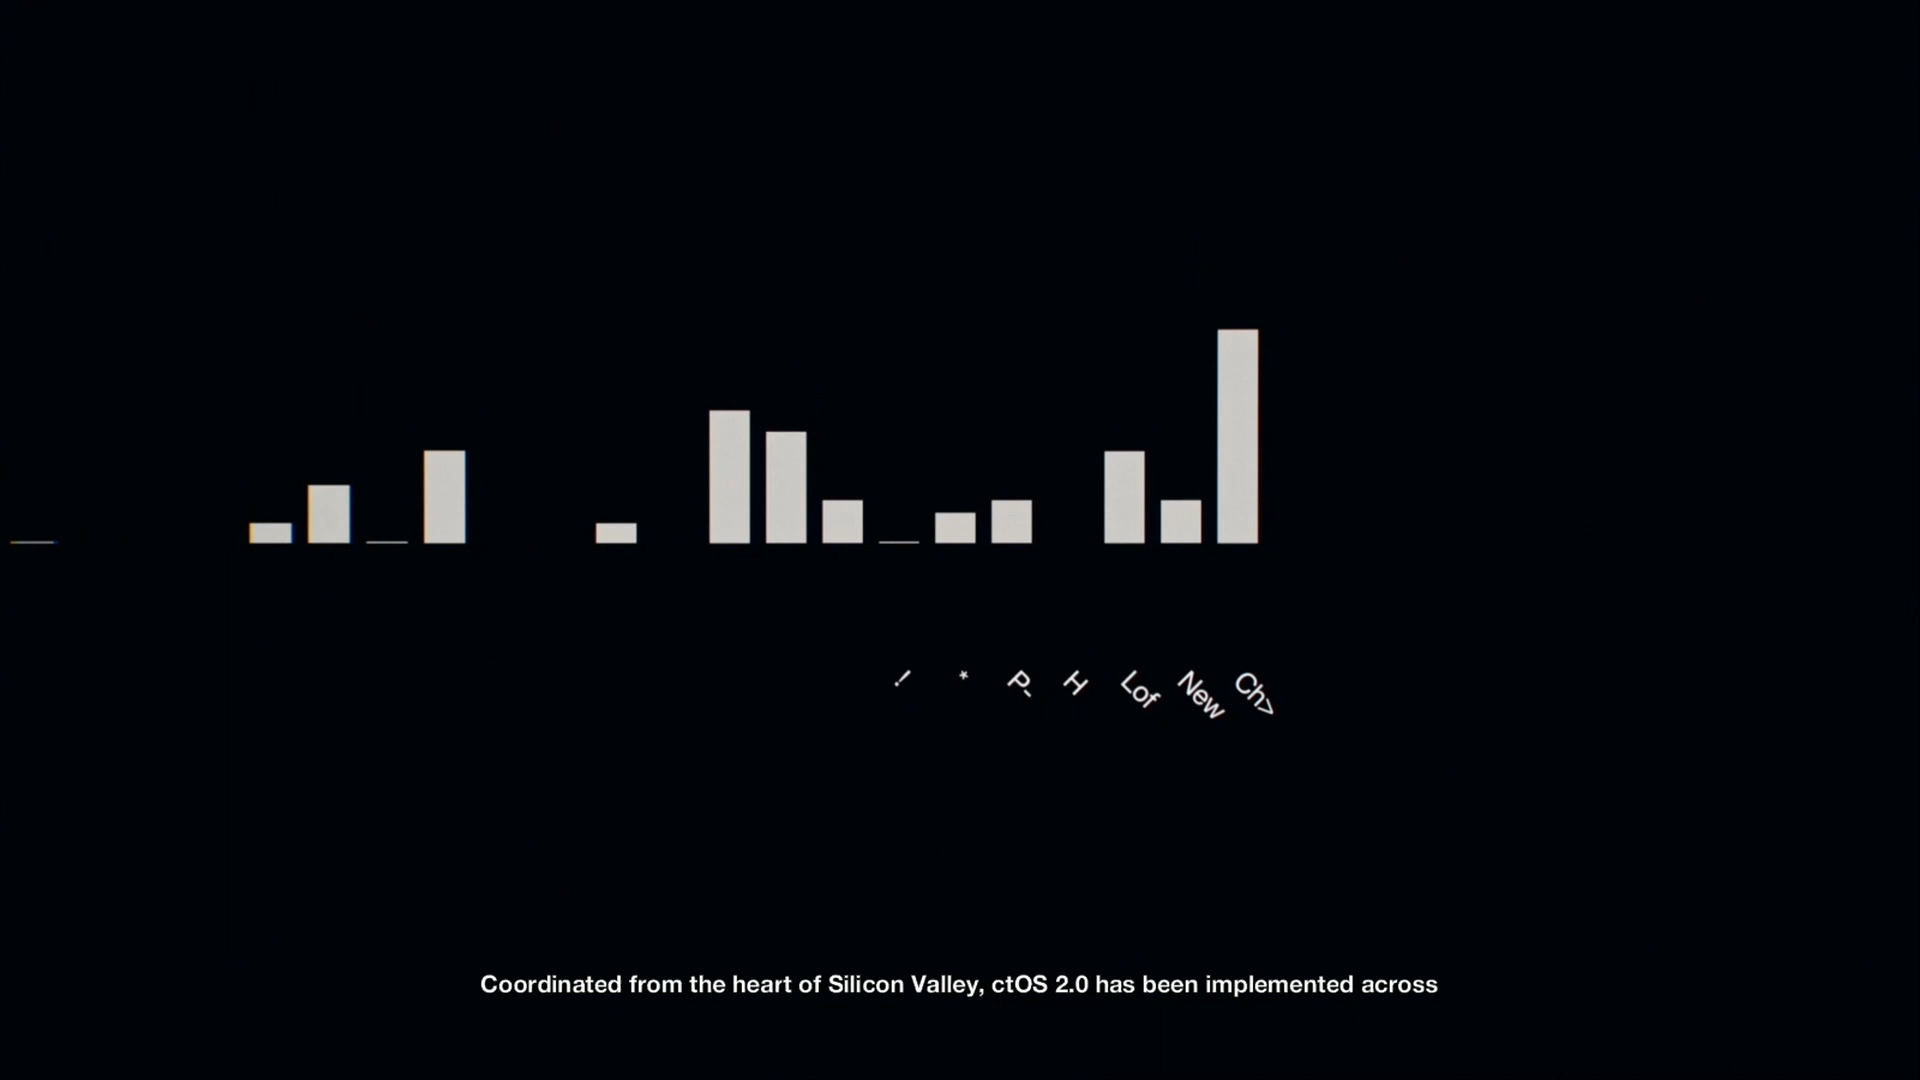 !
*
P-
H
Lof
New
Ch>
Coordinated from the heart of Silicon Valley, ctOS 2.0 has been implemented across